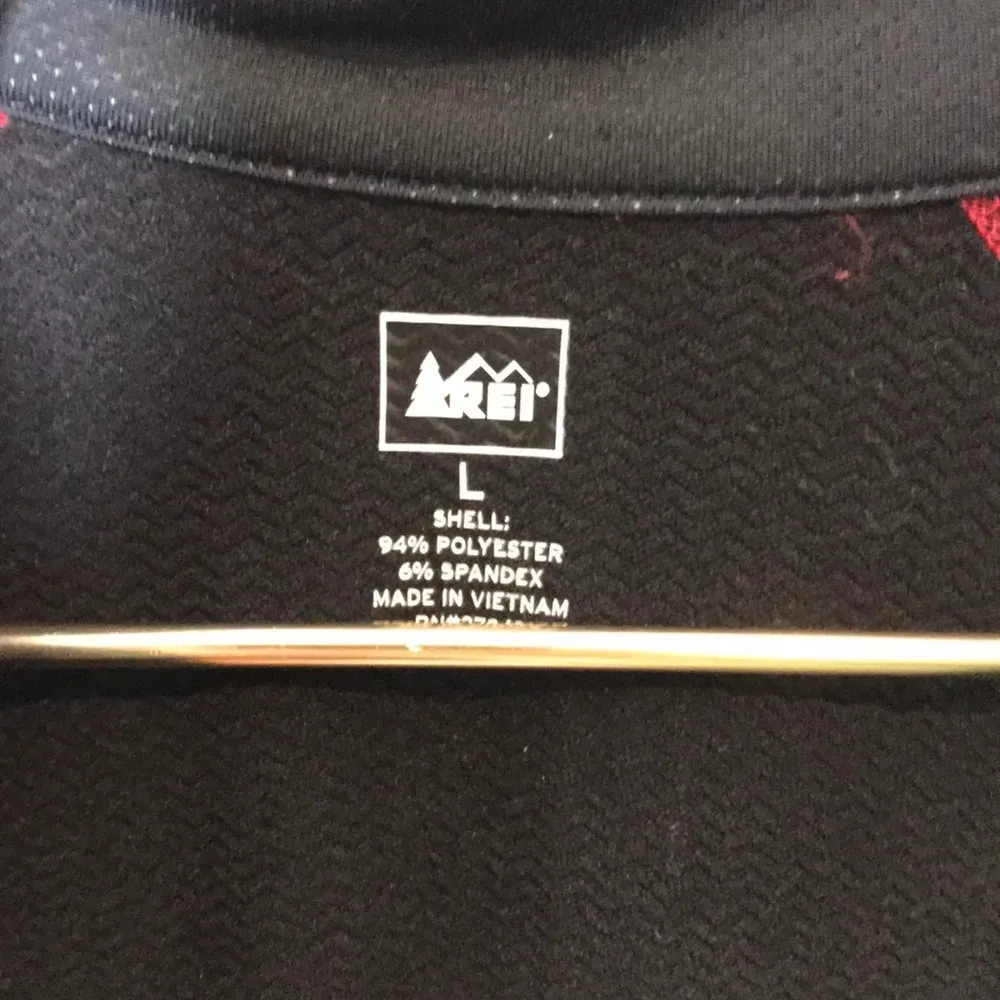 REI®
L
SHELL:
94% POLYESTER
6% SPANDEX
MADE IN VIETNAM